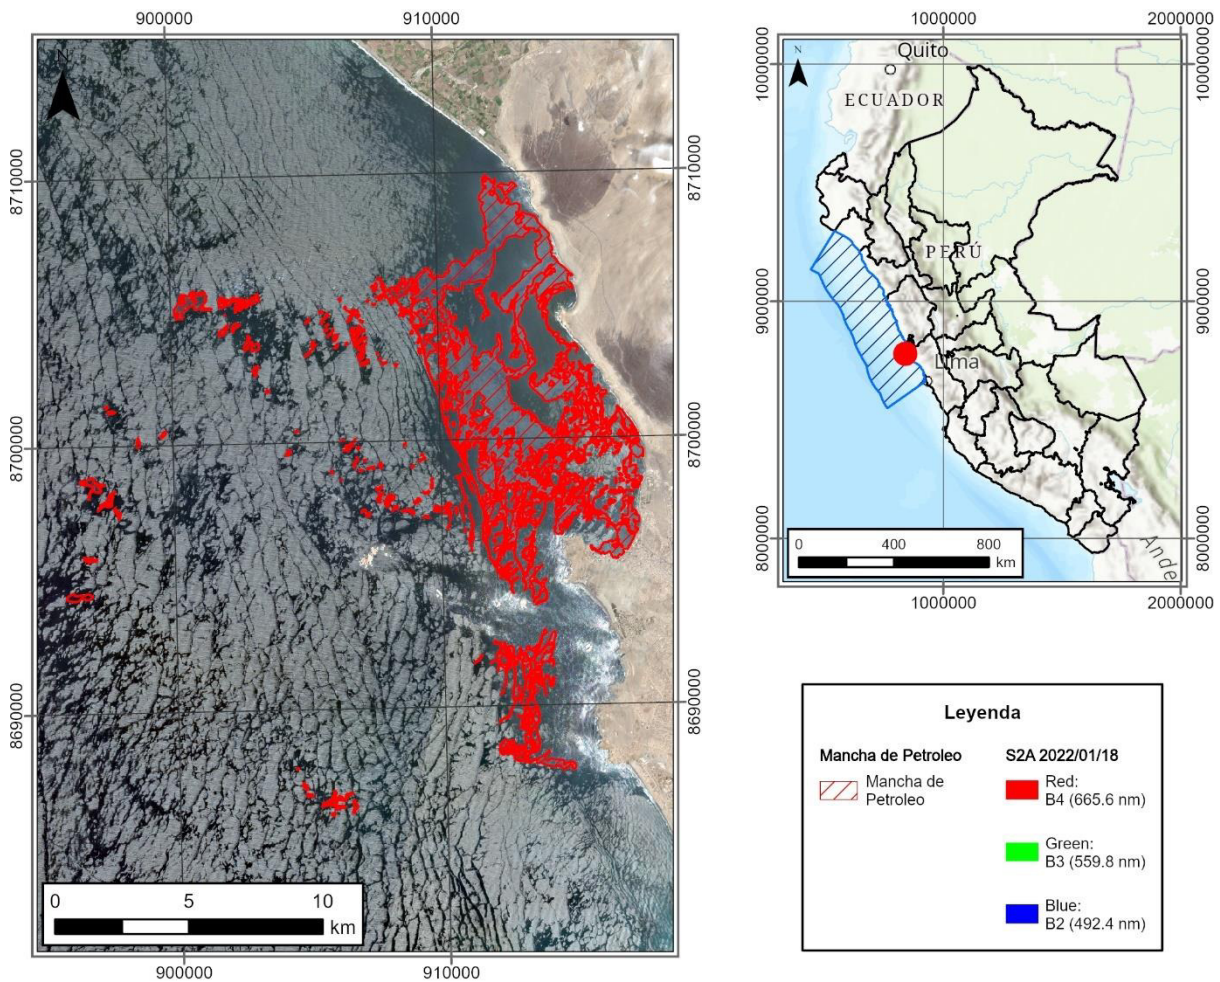 900000
910000
N
8710000
8710000
8700000
8700000
8690000
8690000
0
5
10
km
900000
910000
1000000
2000000
N
Quito
ECUADOR
PERÚ
Lima
Ande
10000000
10000000
9000000
9000000
8000000
8000000
0
400
800
km
1000000
2000000
Leyenda
Mancha de Petroleo
Mancha de
Petroleo
S2A 2022/01/18
Red:
B4 (665.6 nm)
Green:
B3 (559.8 nm)
Blue:
B2 (492.4 nm)